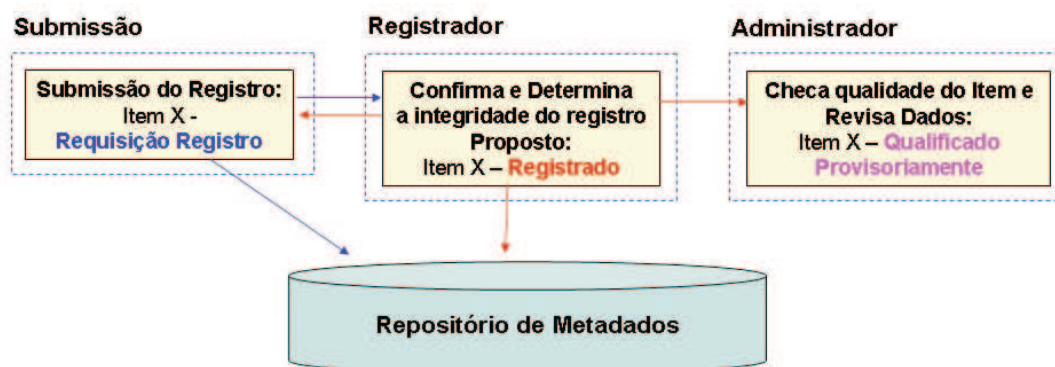 Submissão
Registrador
Administrador
Submissão do Registro:
Item X -
Requisição Registro
Confirma e Determina
a integridade do registro
Proposto:
Item X – Registrado
Checa qualidade do Item e
Revisa Dados:
Item X – Qualificado
Provisoriamente
Repositório de Metadados